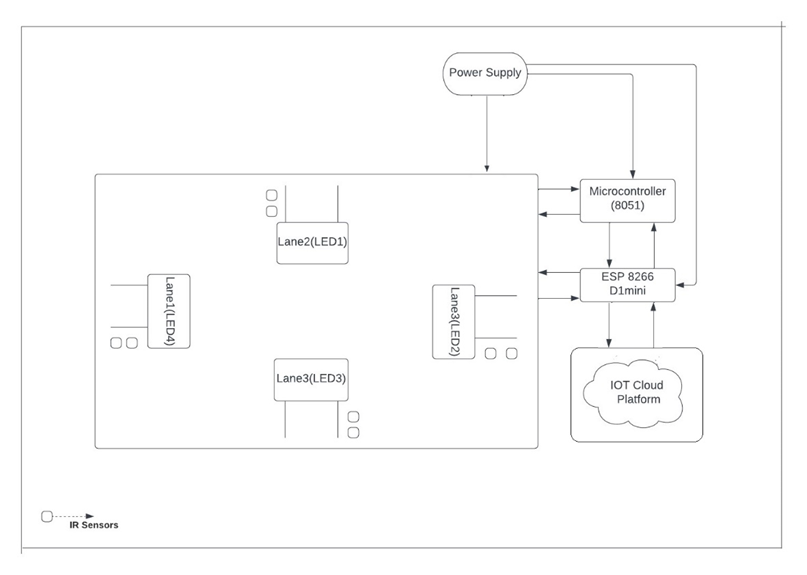 Power Supply
Microcontroller
(8051)
Lane2(LED1)
ESP 8266
D1mini
Lane1(LED4)
Lane3(LED2)
Lane3(LED3)
IOT Cloud
Platform
IR Sensors